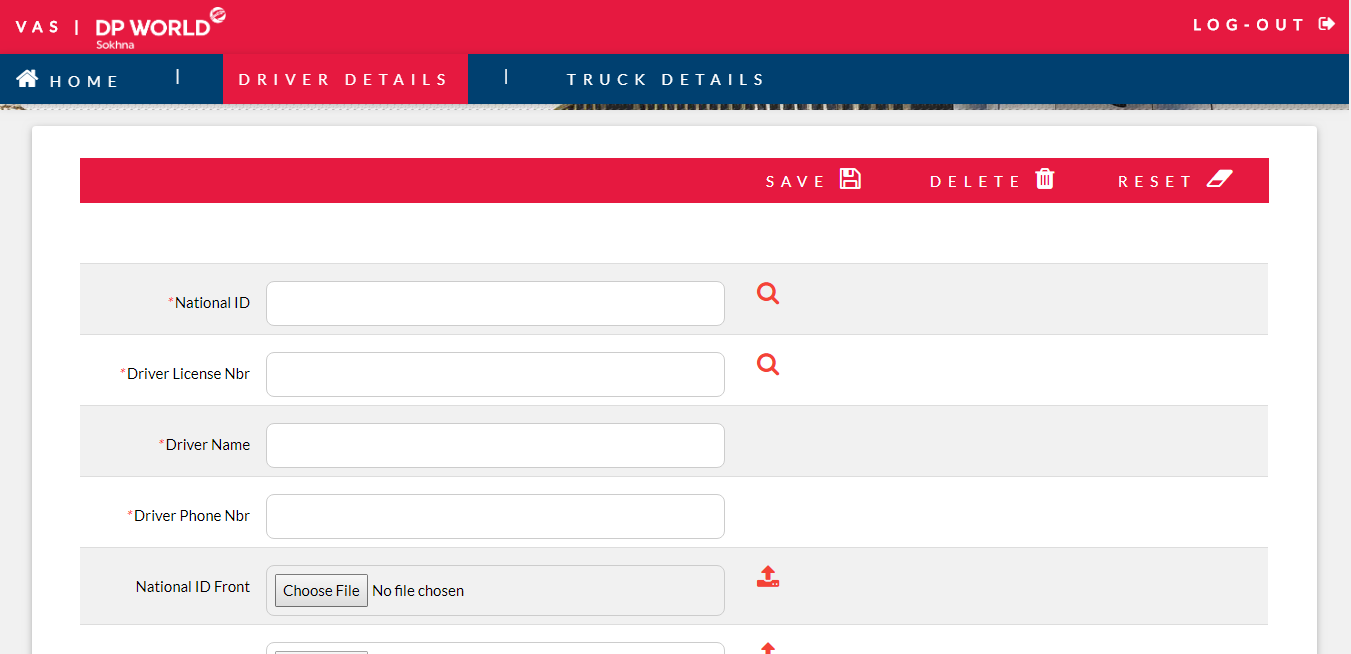 VAS | DP WORLD
Sokhna
LOG-OUT
HOME | DRIVER DETAILS | TRUCK DETAILS
SAVE DELETE RESET
*National ID
*Driver License Nbr
*Driver Name
*Driver Phone Nbr
National ID Front Choose File No file chosen